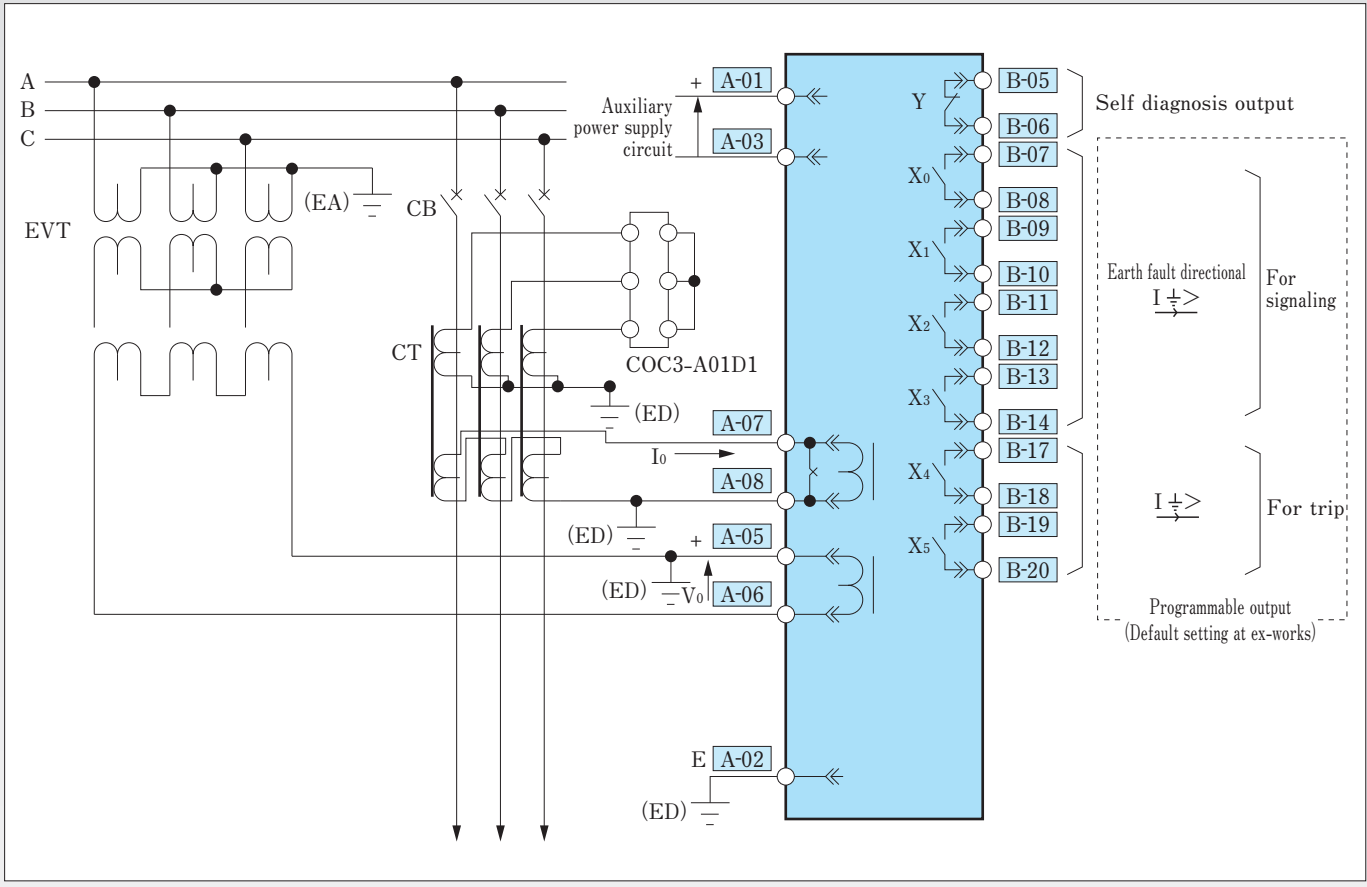 A
B
C
EVT
(EA)
CB
CT
COC3-A01D1
(ED)
Auxiliary
power supply
circuit
+
A-01
A-03
A-07
I0
A-08
(ED)
+
A-05
(ED)
V0
A-06
E
A-02
(ED)
Y
X0
X1
X2
X3
X4
X5
B-05
B-06
B-07
B-08
B-09
B-10
B-11
B-12
B-13
B-14
B-17
B-18
B-19
B-20
Self diagnosis output
Earth fault directional
I >
For
signaling
I >
For trip
Programmable output
(Default setting at ex-works)